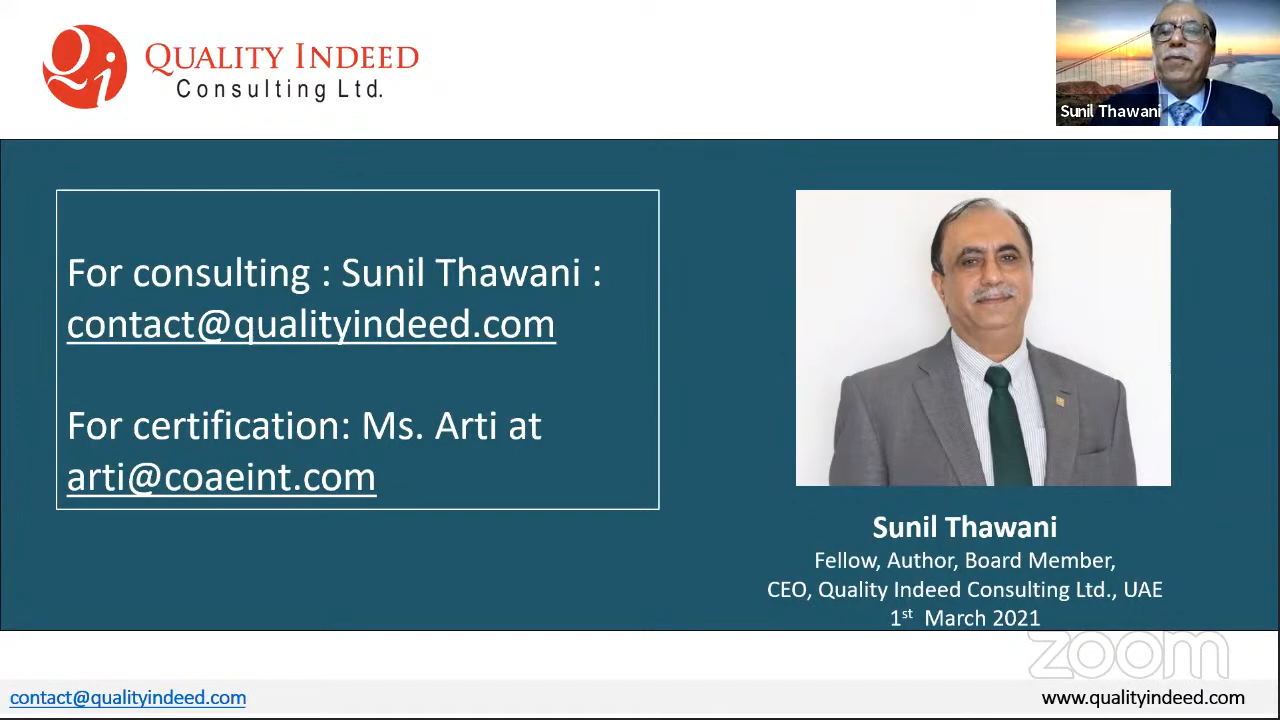 Qi
QUALITY INDEED
Consulting Ltd.
Sunil Thawani
For consulting : Sunil Thawani :
contact@qualityindeed.com
For certification: Ms. Arti at
arti@coaeint.com
Sunil Thawani
Fellow, Author, Board Member,
CEO, Quality Indeed Consulting Ltd., UAE
1st March 2021
zoom
contact@qualityindeed.com
www.qualityindeed.com